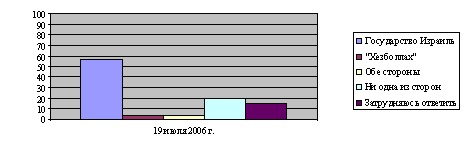 100
90
80
70
60
50
40
30
20
10
0
19 июля 2006 г.
Государство Израиль
"Хезболлах"
Обе стороны
Ни одна из сторон
Затрудняюсь ответить